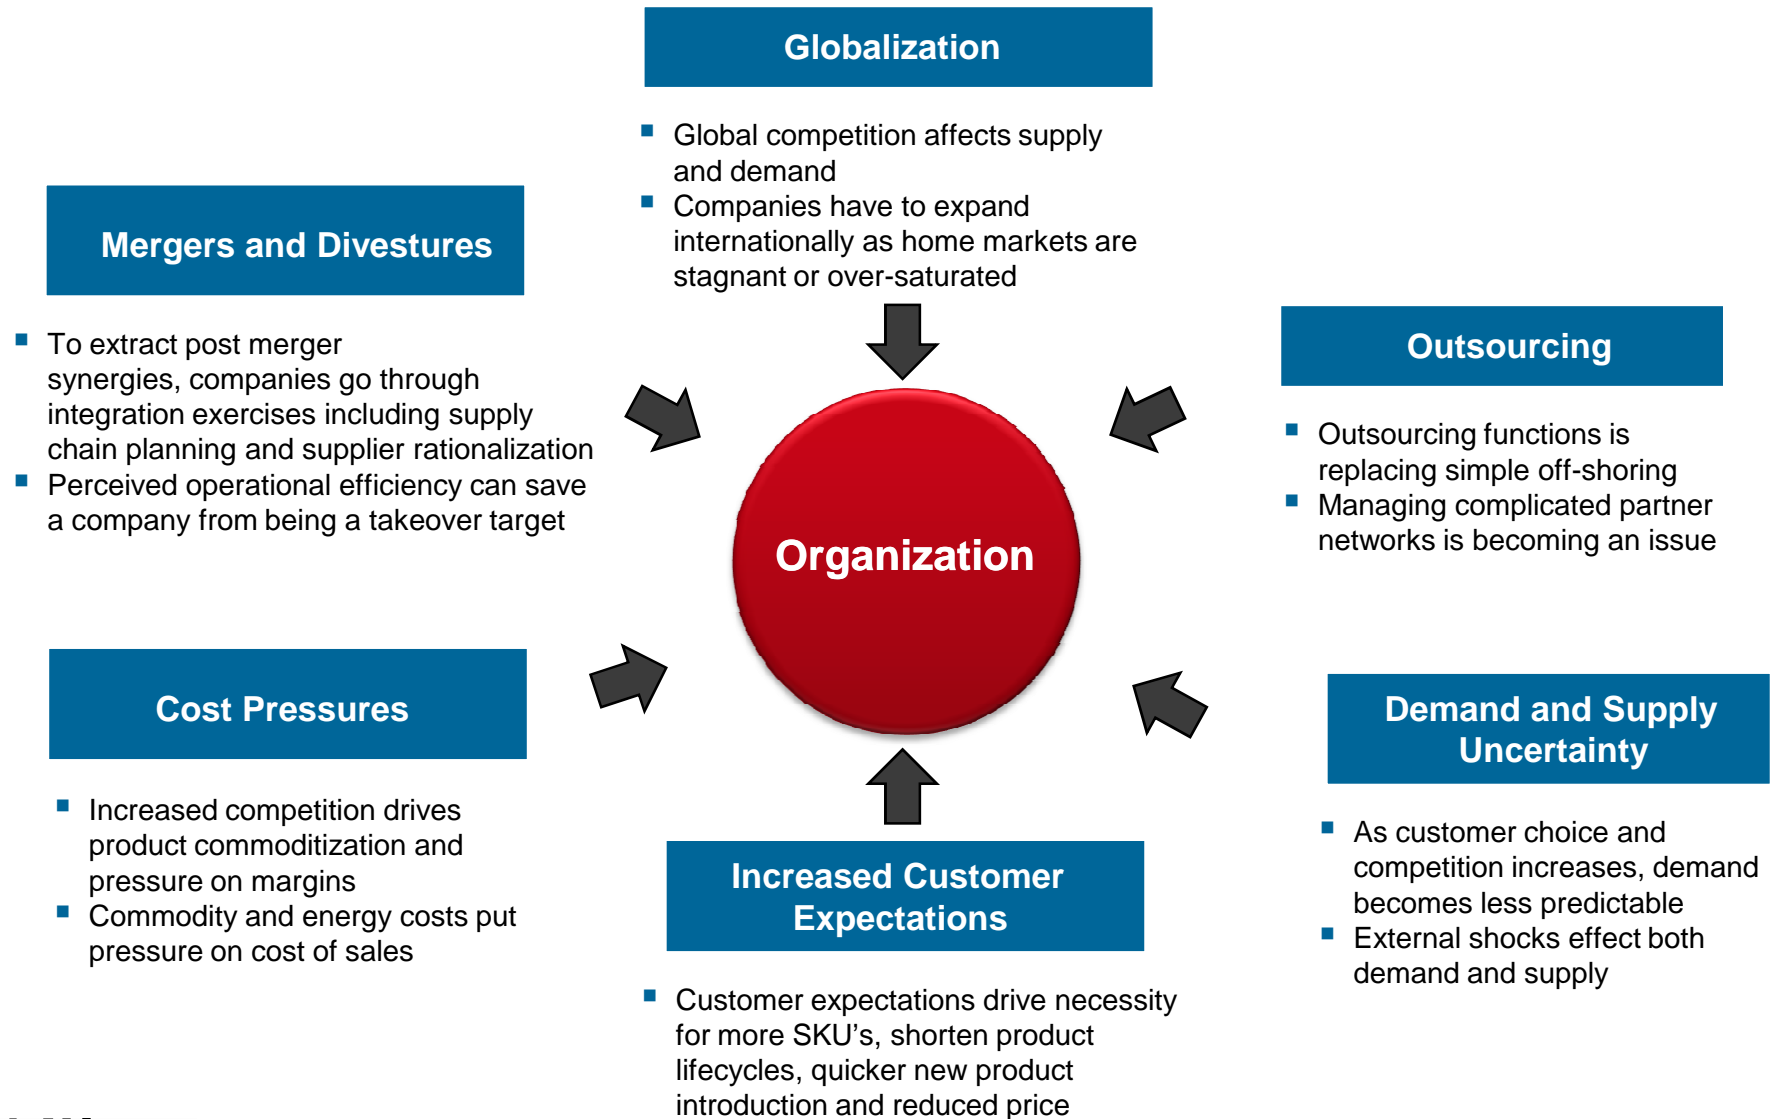 Globalization
Global competition affects supply
and demand
Companies have to expand
internationally as home markets are
stagnant or over-saturated
Mergers and Divestures
To extract post merger
synergies, companies go through
integration exercises including supply
chain planning and supplier rationalization
Perceived operational efficiency can save
a company from being a takeover target
Outsourcing
Outsourcing functions is
replacing simple off-shoring
Managing complicated partner
networks is becoming an issue
Organization
Cost Pressures
Increased competition drives
product commoditization and
pressure on margins
Commodity and energy costs put
pressure on cost of sales
Demand and Supply
Uncertainty
As customer choice and
competition increases, demand
becomes less predictable
External shocks effect both
demand and supply
Increased Customer
Expectations
Customer expectations drive necessity
for more SKU’s, shorten product
lifecycles, quicker new product
introduction and reduced price